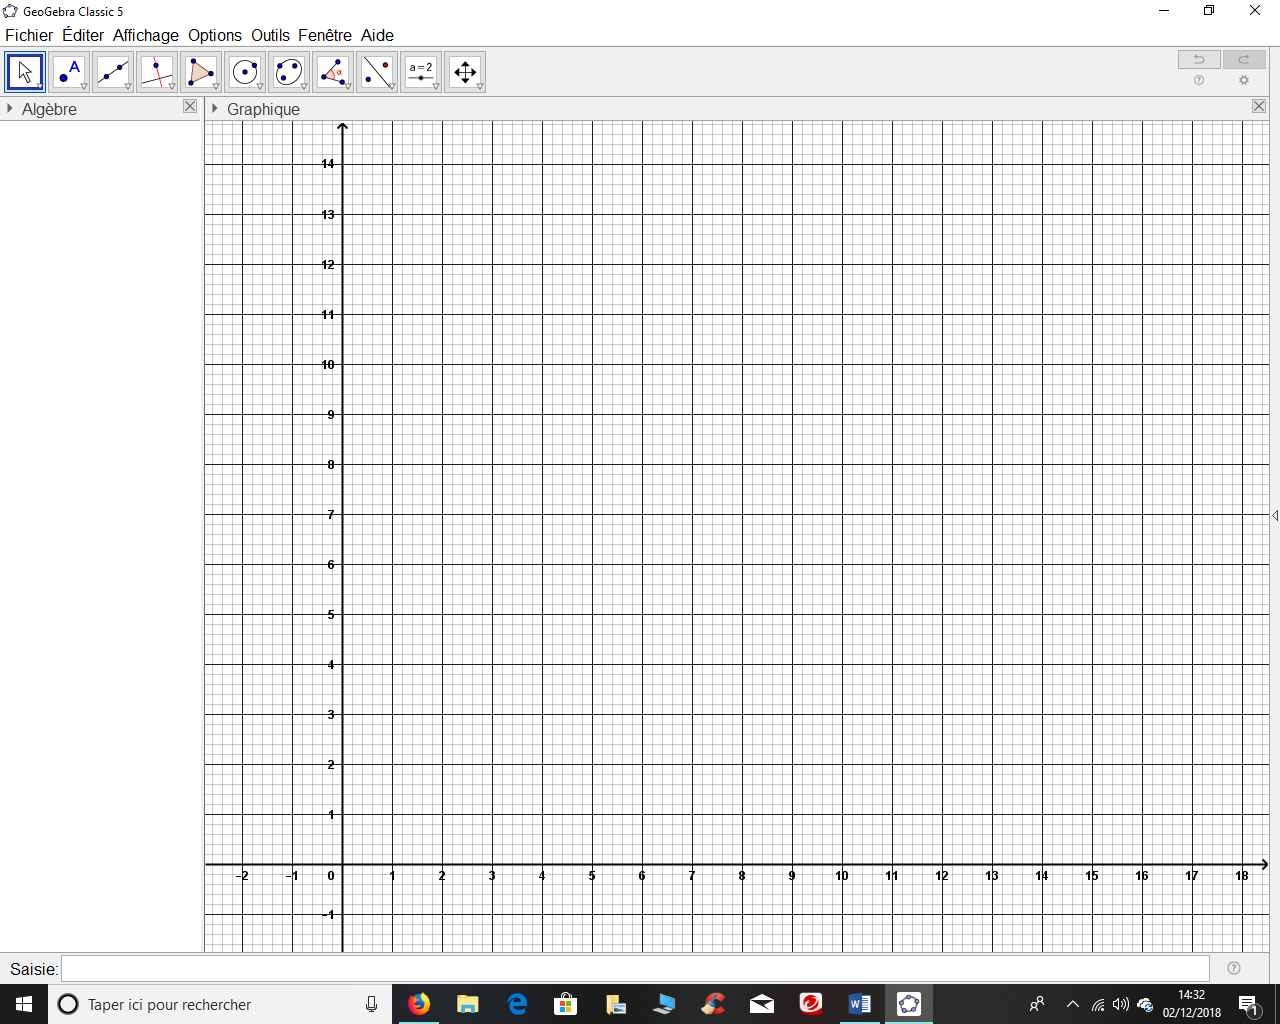 GeoGebra Classic 5
Fichier Éditer Affichage Options Outils Fenêtre Aide
A
α
a = 2
Algèbre
Graphique
14
13
12
11
10
9
8
7
6
5
4
3
2
1
-2 -1 0 1 2 3 4 5 6 7 8 9 10 11 12 13 14 15 16 17 18
-1
Saisie:
Taper ici pour rechercher
14:32
02/12/2018
1